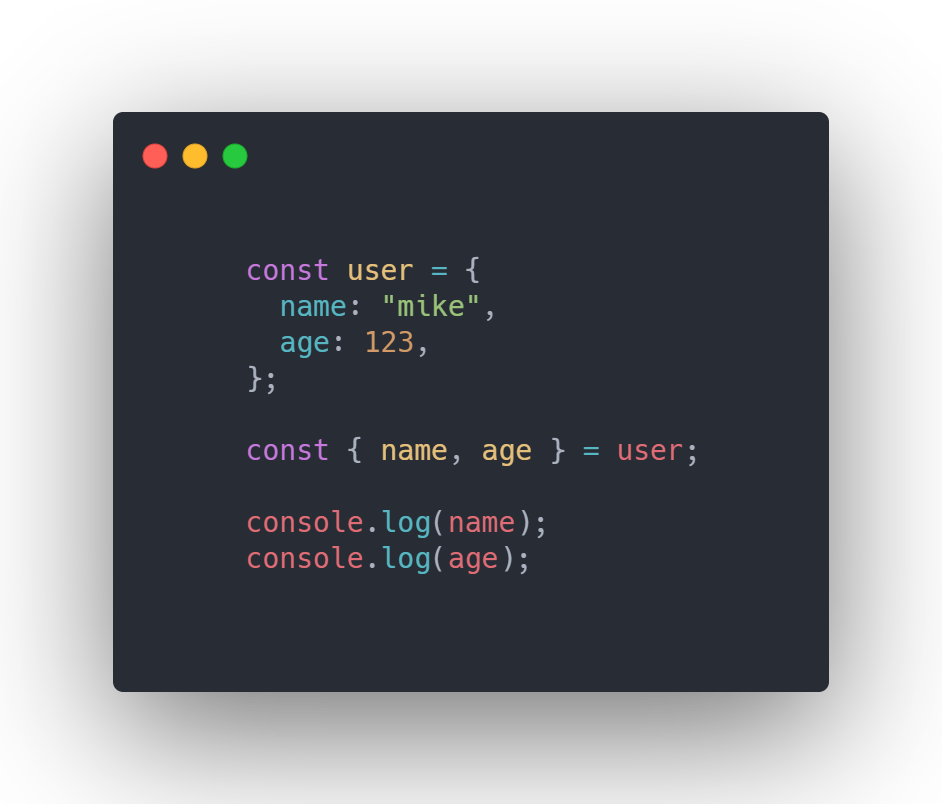 const user = {
  name: "mike",
  age: 123,
};

const { name, age } = user;

console.log(name);
console.log(age);